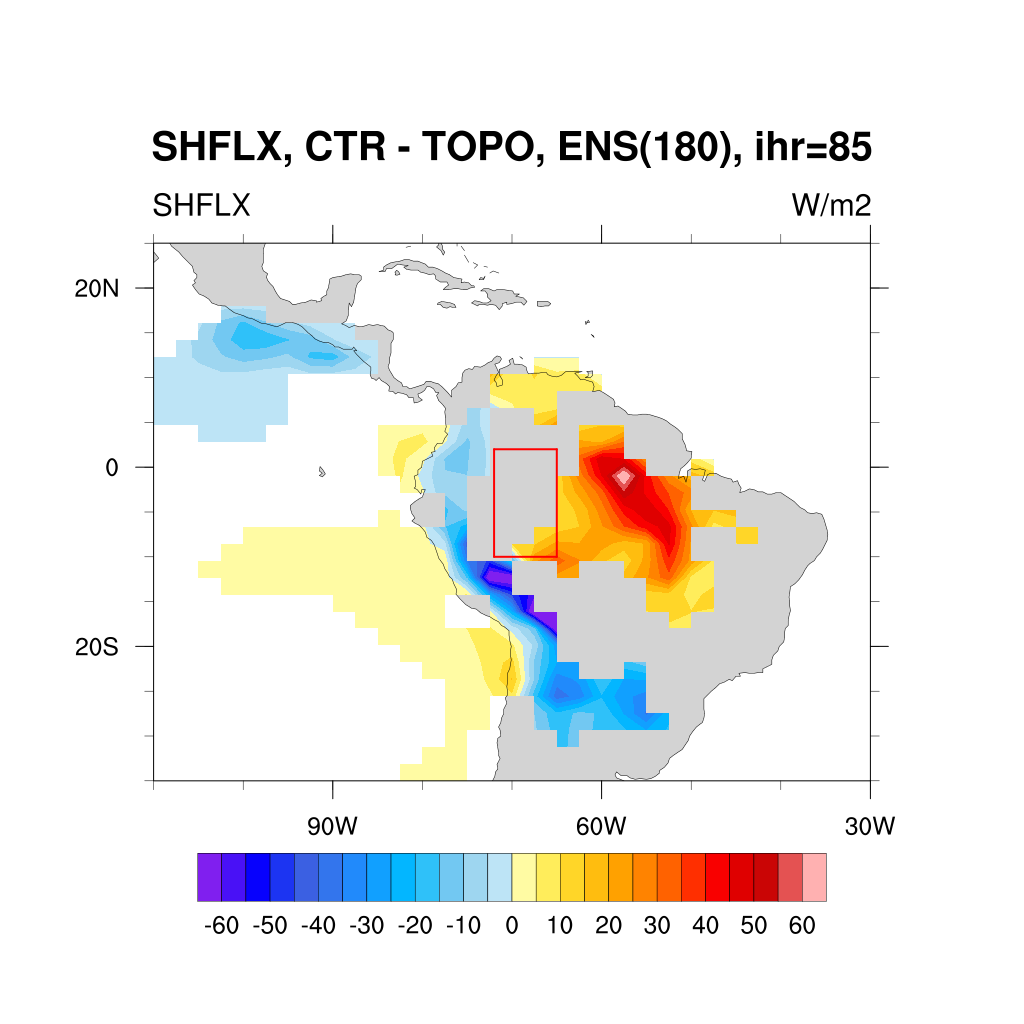 SHFLX, CTR - TOPO, ENS(180), ihr=85
SHFLX W/m2
20N
0
20S
90W 60W 30W
-60 -50 -40 -30 -20 -10 0 10 20 30 40 50 60